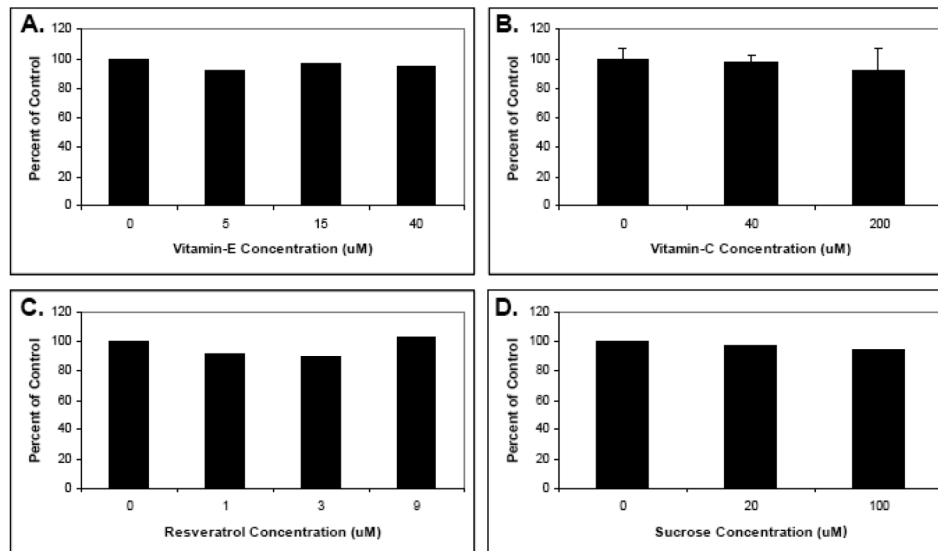 A.
120
100
80
60
40
20
0
Percent of Control
0 5 15 40
Vitamin-E Concentration (uM)
B.
120
100
80
60
40
20
0
Percent of Control
0 40 200
Vitamin-C Concentration (uM)
C.
120
100
80
60
40
20
0
Percent of Control
0 1 3 9
Resveratrol Concentration (uM)
D.
120
100
80
60
40
20
0
Percent of Control
0 20 100
Sucrose Concentration (uM)